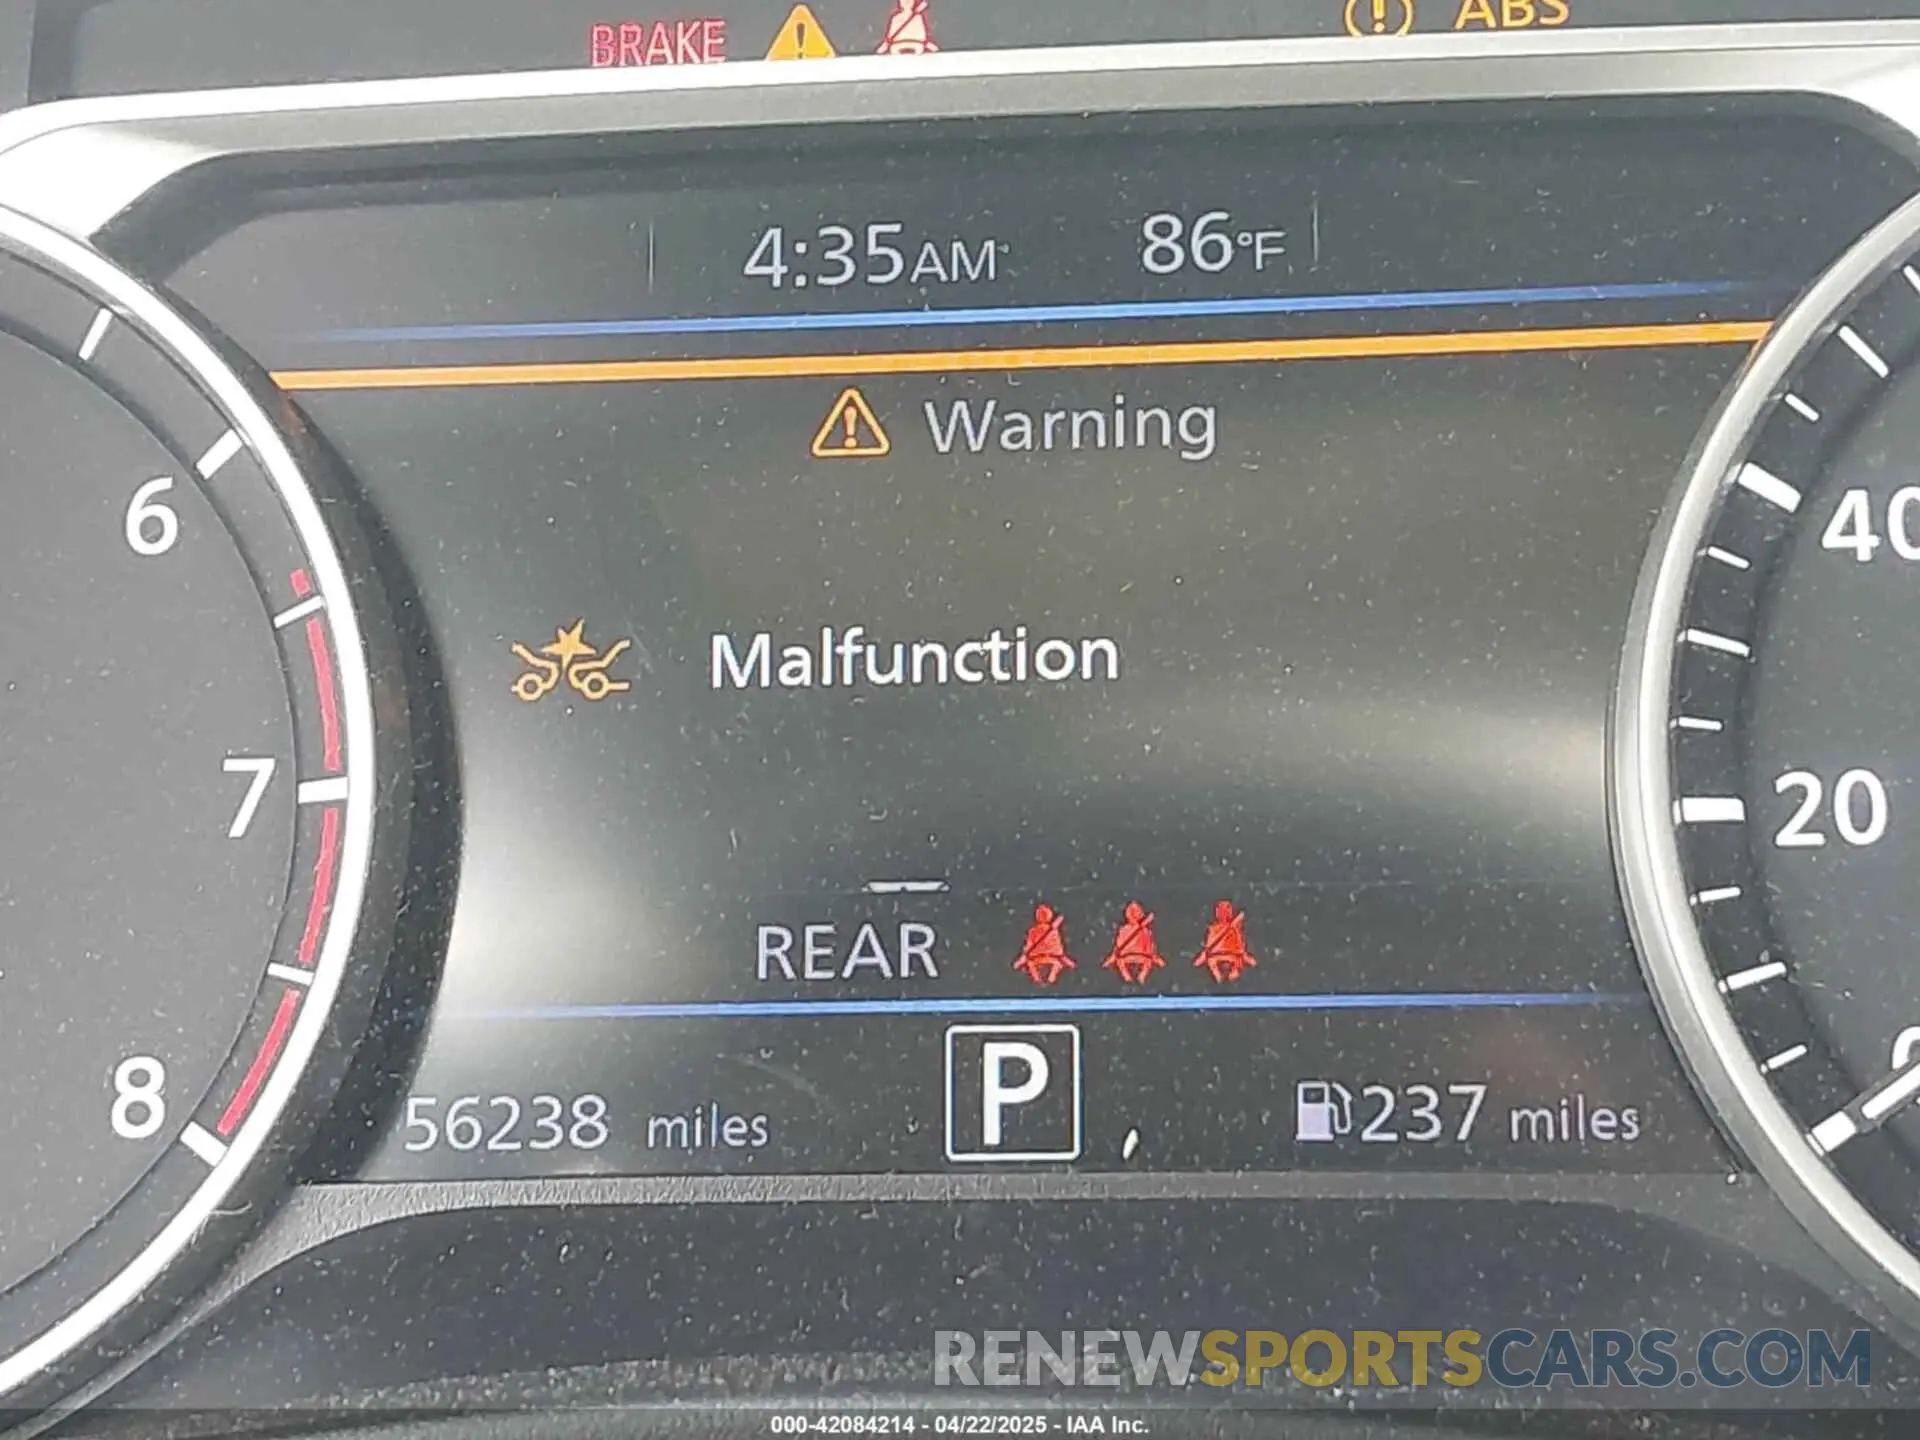 BRAKE ABS
4:35AM 86°F
Warning
40
6
Malfunction
7
20
REAR
P
8
56238 miles
237 miles
RENEWSPORTSCARS.COM
000-42084214 - 04/22/2025 - IAA Inc.